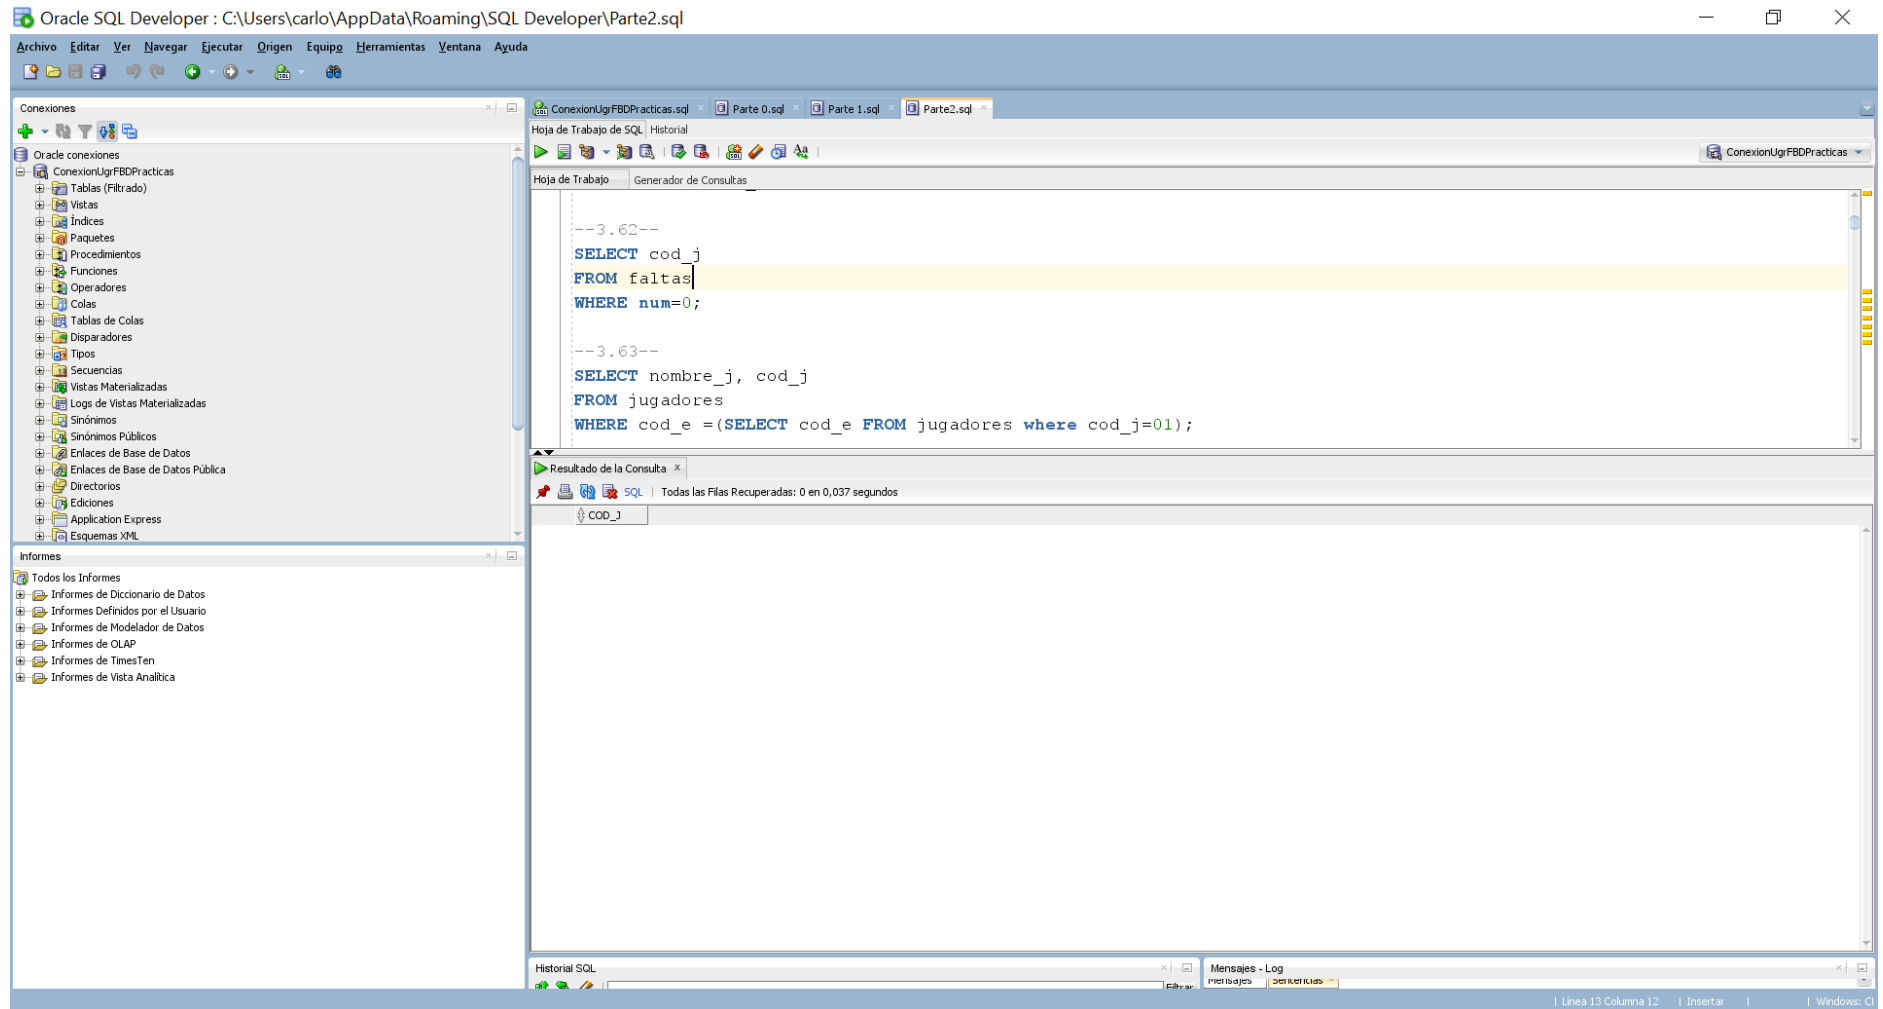 Oracle SQL Developer : C:\Users\carlo\AppData\Roaming\SQL Developer\Parte2.sql
Archivo Editar Ver Navegar Ejecutar Origen Equipo Herramientas Ventana Ayuda
Conexiones
Oracle conexiones
ConexionUgrFBDPracticas
Tablas (Filtrado)
Vistas
Índices
Paquetes
Procedimientos
Funciones
Operadores
Colas
Tablas de Colas
Disparadores
Tipos
Secuencias
Vistas Materializadas
Logs de Vistas Materializadas
Sinónimos
Sinónimos Públicos
Enlaces de Base de Datos
Enlaces de Base de Datos Pública
Directorios
Ediciones
Application Express
Esquemas XML
Informes
Todos los Informes
Informes de Diccionario de Datos
Informes Definidos por el Usuario
Informes de Modelador de Datos
Informes de OLAP
Informes de TimesTen
Informes de Vista Analítica
ConexionUgrFBDPracticas.sql Parte 0.sql Parte 1.sql Parte2.sql
Hoja de Trabajo de SQL Historial
ConexionUgrFBDPracticas
Hoja de Trabajo Generador de Consultas
--3.62--
SELECT cod_j
FROM faltas
WHERE num=0;
--3.63--
SELECT nombre_j, cod_j
FROM jugadores
WHERE cod_e =(SELECT cod_e FROM jugadores where cod_j=01);
Resultado de la Consulta
SQL | Todas las Filas Recuperadas: 0 en 0,037 segundos
COD_J
Historial SQL
Filtrar
Mensajes - Log
Mensajes Sentencias
| Línea 13 Columna 12 | Insertar | | Windows: CI